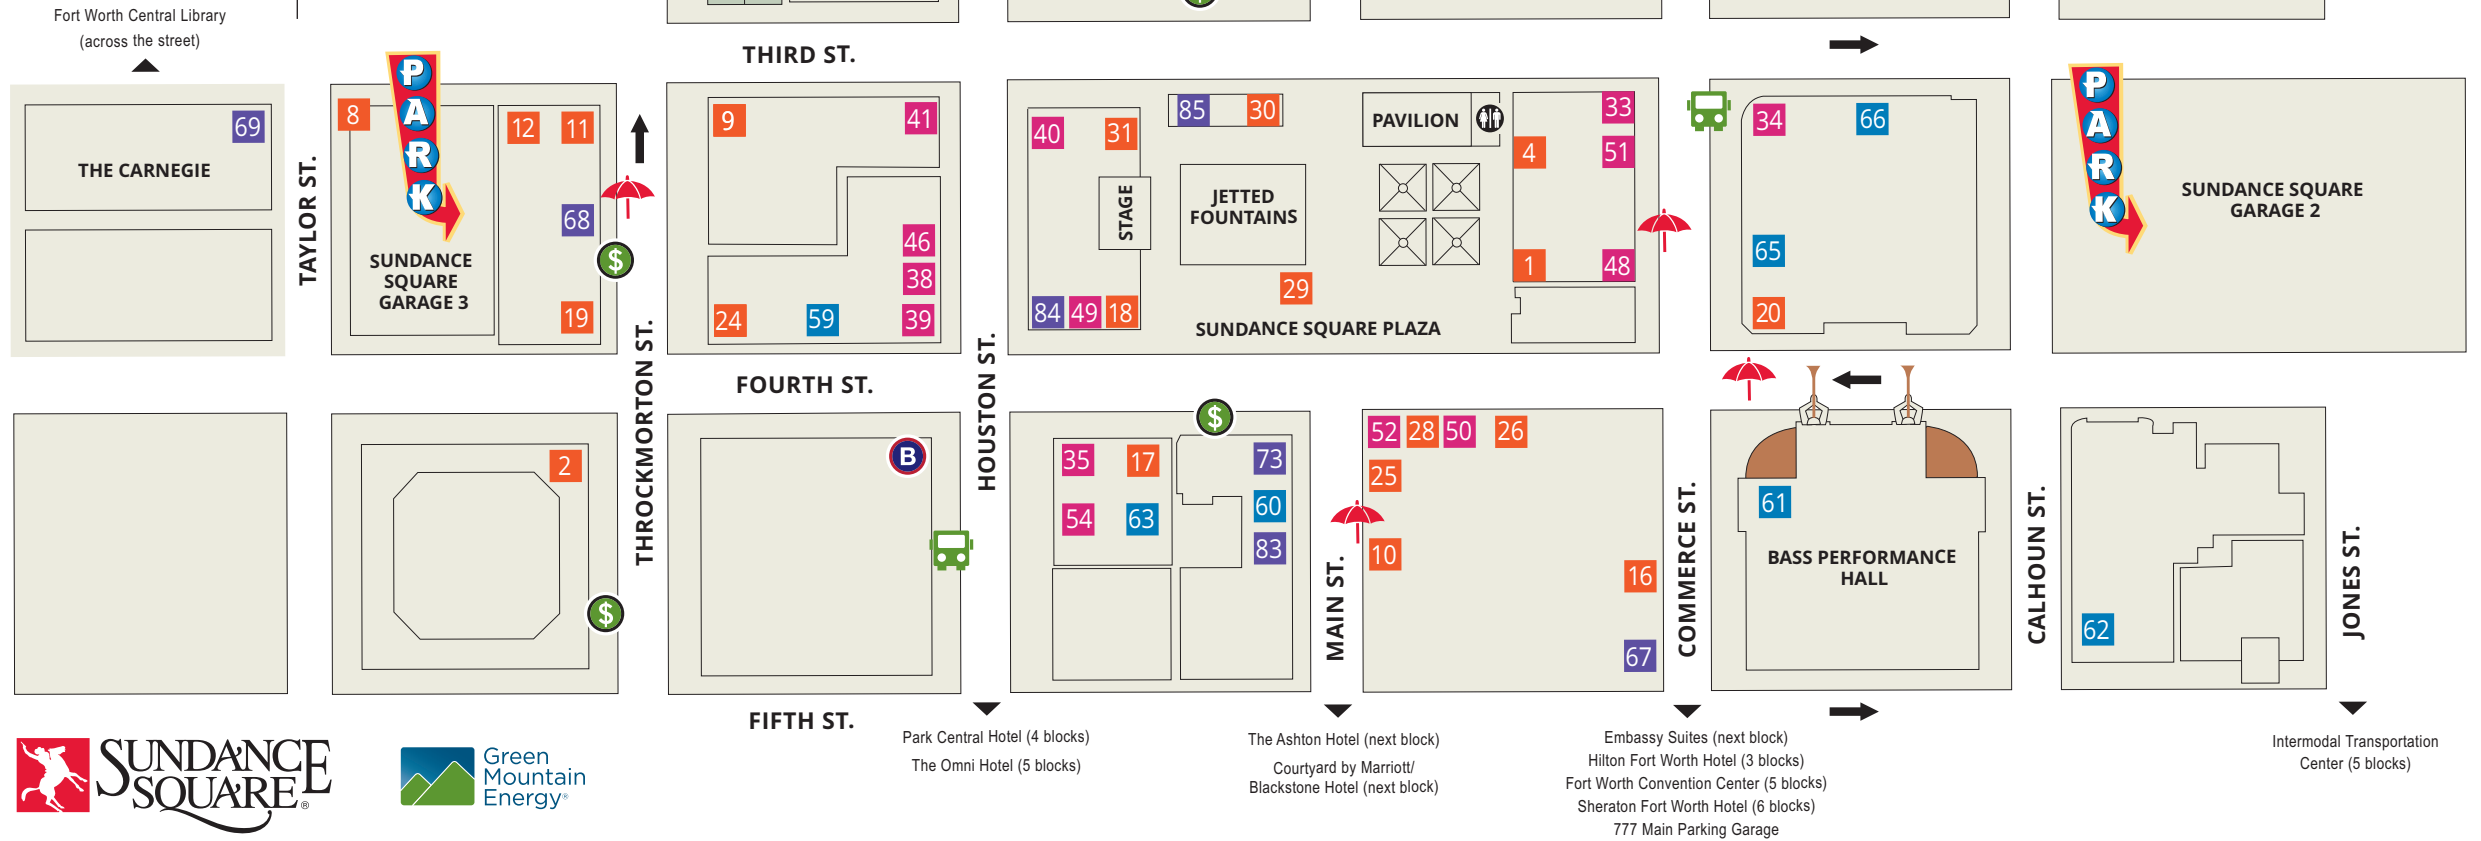 Fort Worth Central Library
(across the street)
THIRD ST.
PARK
PARK
8
12
11
69
THE CARNEGIE
TAYLOR ST.
68
$
SUNDANCE
SQUARE
GARAGE 3
19
9
41
46
38
39
24
59
40
31
85
30
PAVILION
33
4
51
STAGE
JETTED
FOUNTAINS
1
48
29
84
49
18
SUNDANCE SQUARE PLAZA
34
66
65
20
SUNDANCE SQUARE
GARAGE 2
THROCKMORTON ST.
FOURTH ST.
HOUSTON ST.
2
$
B
$
35
17
54
63
73
60
83
MAIN ST.
52
28
50
26
25
10
16
67
COMMERCE ST.
61
BASS PERFORMANCE
HALL
CALHOUN ST.
62
JONES ST.
FIFTH ST.
SUNDANCE
SQUARE®
Green
Mountain
Energy®
Park Central Hotel (4 blocks)
The Omni Hotel (5 blocks)
The Ashton Hotel (next block)
Courtyard by Marriott/
Blackstone Hotel (next block)
Embassy Suites (next block)
Hilton Fort Worth Hotel (3 blocks)
Fort Worth Convention Center (5 blocks)
Sheraton Fort Worth Hotel (6 blocks)
777 Main Parking Garage
Intermodal Transportation
Center (5 blocks)